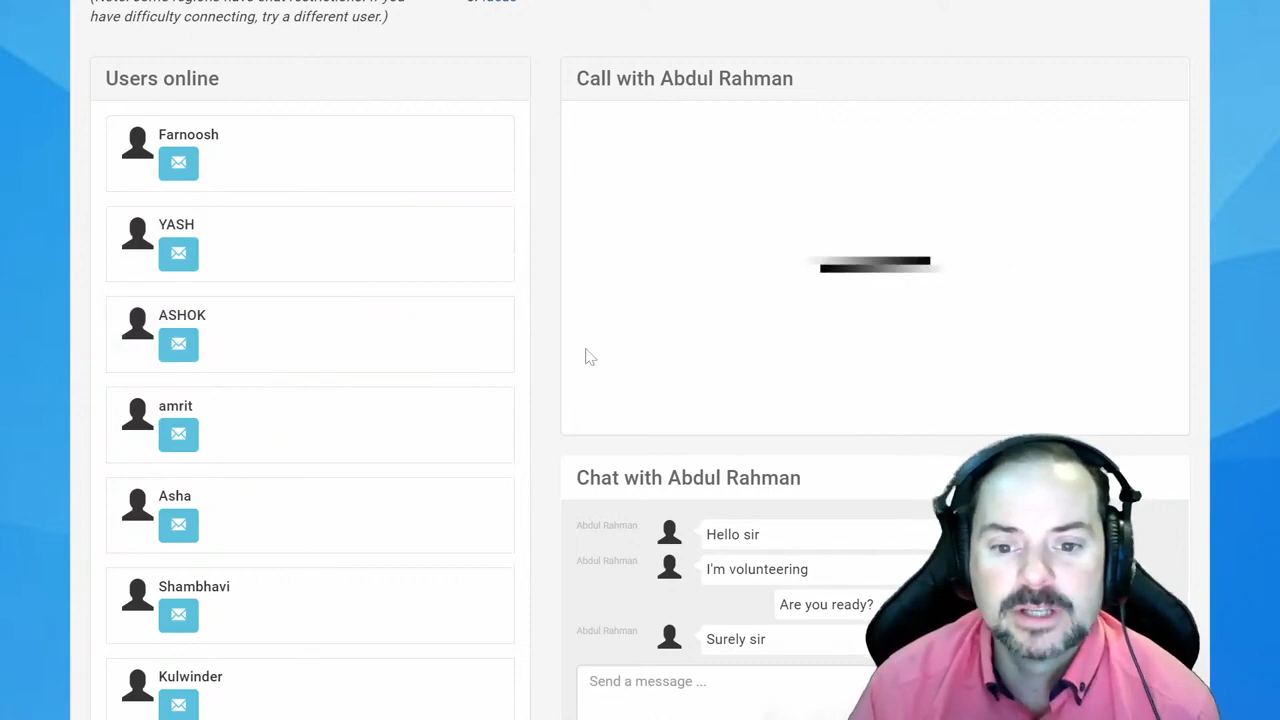 have difficulty connecting, try a different user.)
Users online
Farnoosh
YASH
ASHOK
amrit
Asha
Shambhavi
Kulwinder
Call with Abdul Rahman
Chat with Abdul Rahman
Abdul Rahman
Hello sir
Abdul Rahman
I'm volunteering
Are you ready?
Abdul Rahman
Surely sir
Send a message ...